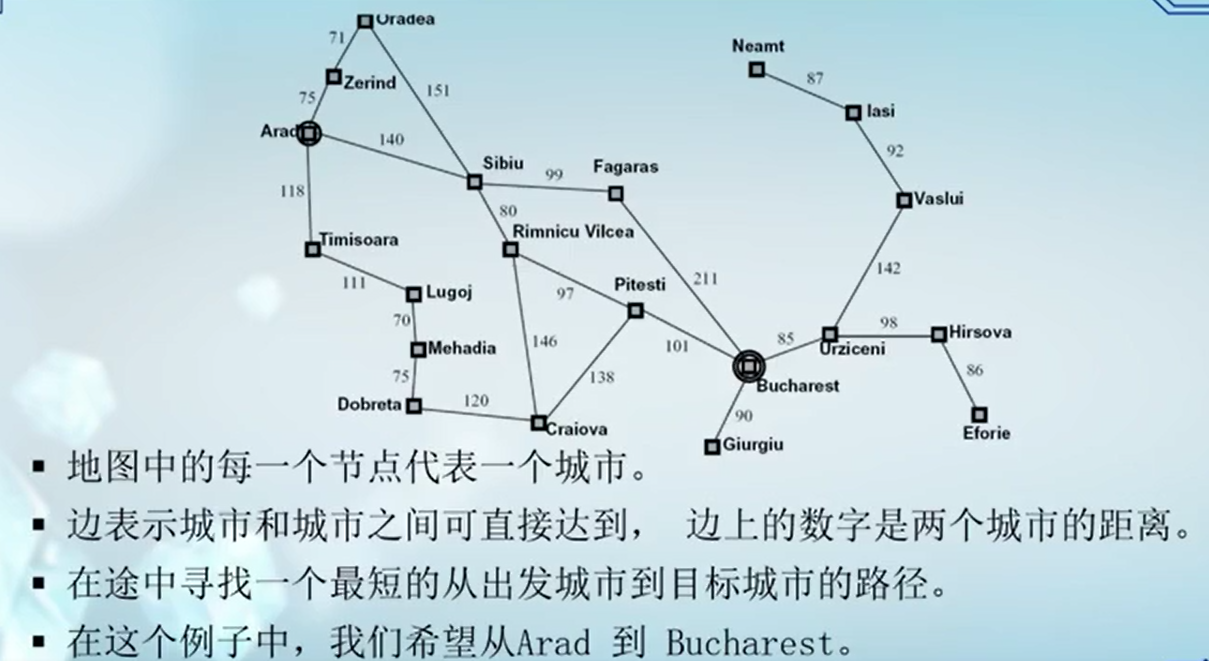 Oradea
Neamt
71
87
Zerind
151
Iasi
75
Arad
140
92
Sibiu
99
Fagaras
118
80
Vaslui
Timisoara
Rimnicu Vilcea
111
Lugoj
97
Pitesti
211
142
70
146
101
85
98
Hirsova
Mehadia
Urziceni
75
138
Bucharest
86
Dobreta
120
90
Craiova
Giurgiu
Eforie
▪ 地图中的每一个节点代表一个城市。
▪ 边表示城市和城市之间可直接达到， 边上的数字是两个城市的距离。
▪ 在途中寻找一个最短的从出发城市到目标城市的路径。
▪ 在这个例子中，我们希望从Arad 到 Bucharest。